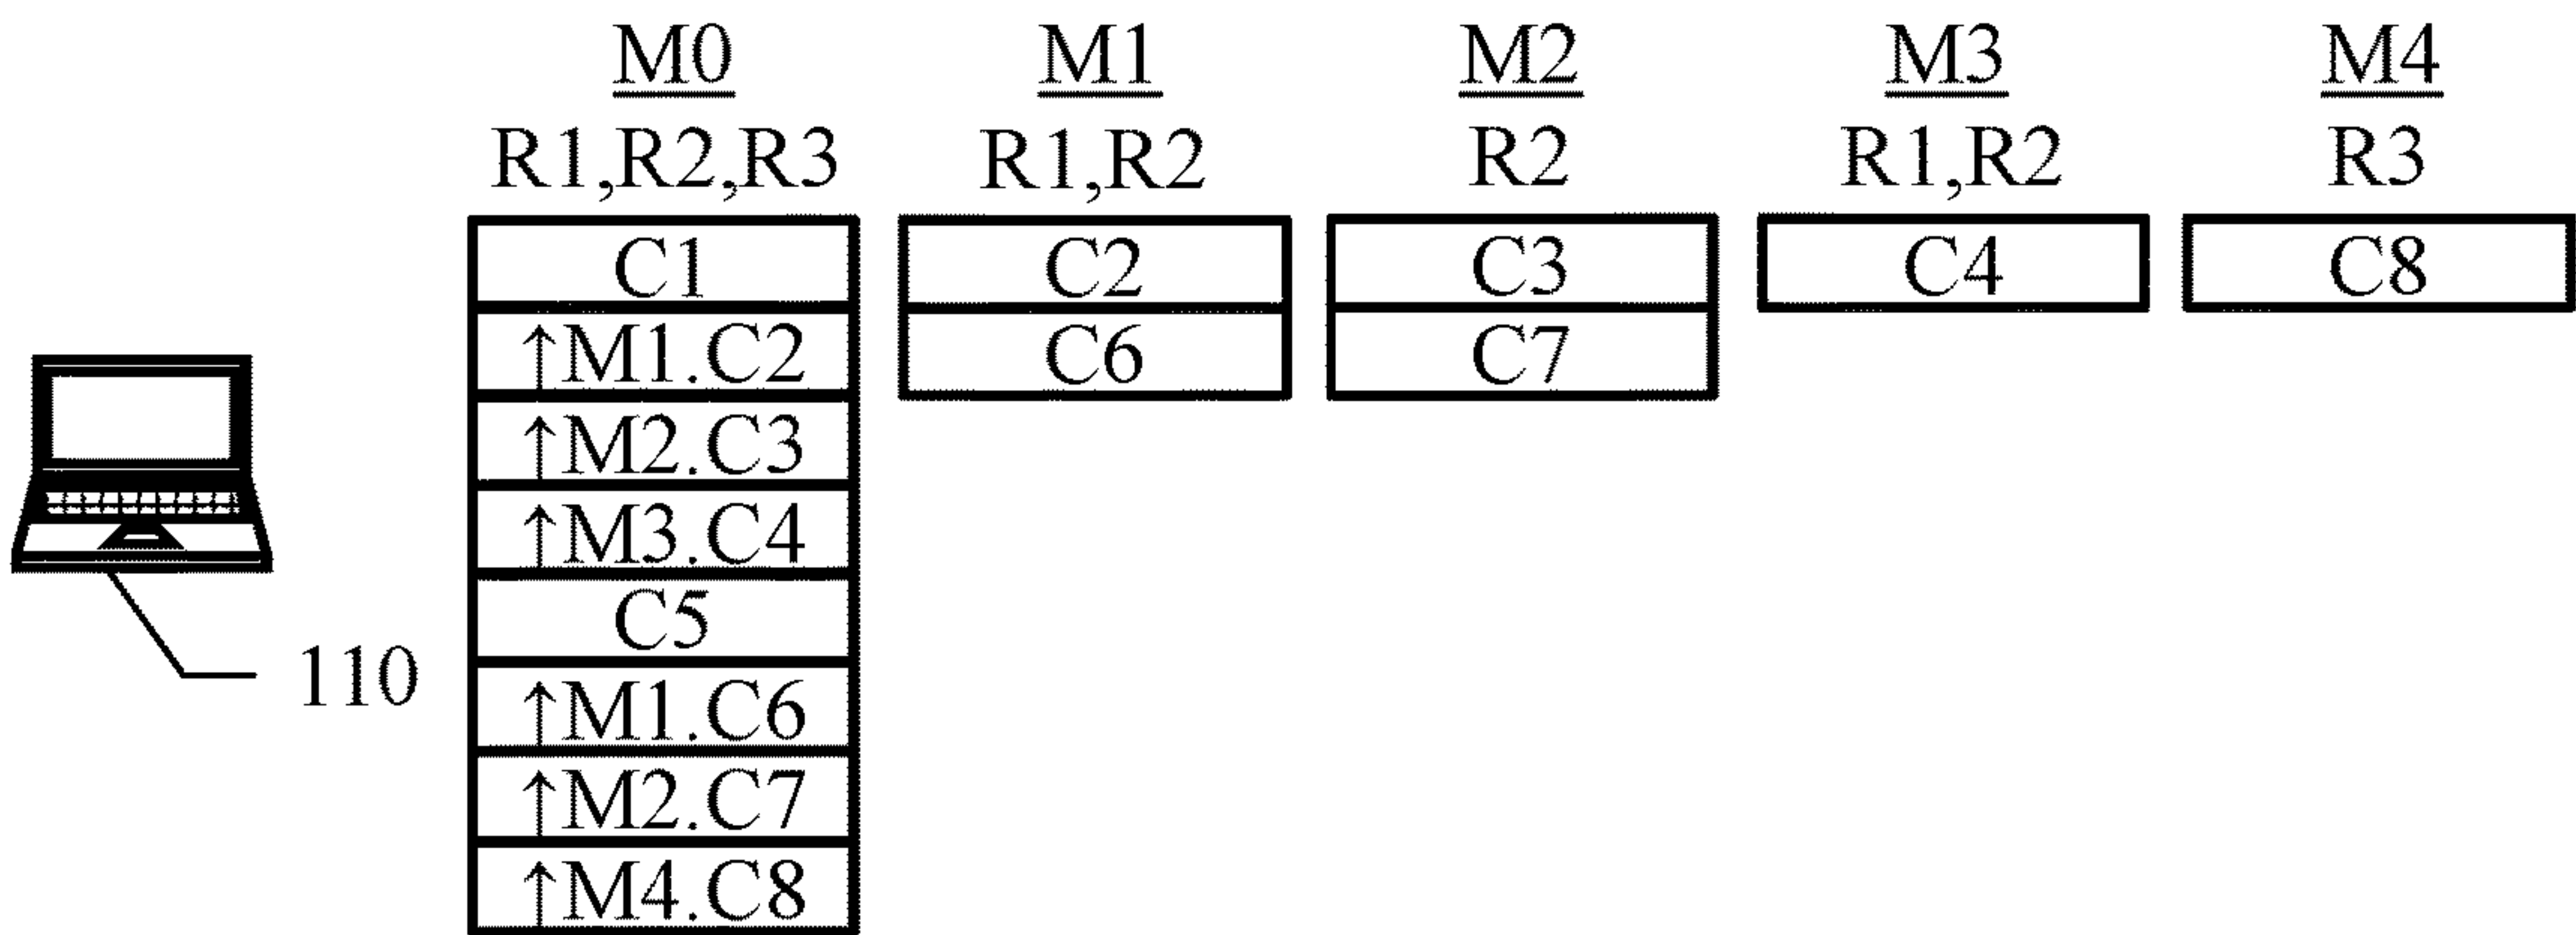 M0 M1 M2 M3 M4
R1,R2,R3 R1,R2 R2 R1,R2 R3
C1 C2 C3 C4 C8
↑M1.C2 C6 C7
↑M2.C3
↑M3.C4
C5
110 ↑M1.C6
↑M2.C7
↑M4.C8